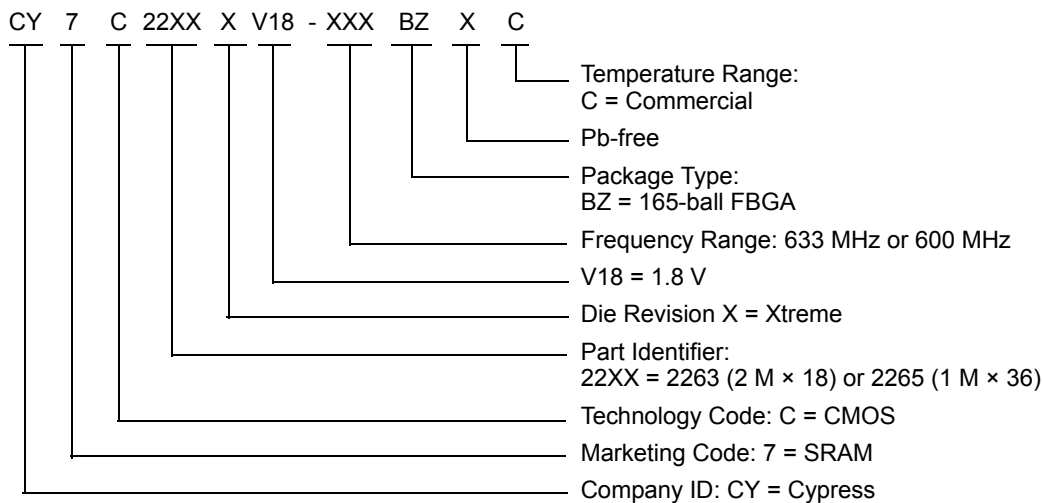 CY 7 C 22XX X V18 - XXX BZ X C
Temperature Range:
C = Commercial
Pb-free
Package Type:
BZ = 165-ball FBGA
Frequency Range: 633 MHz or 600 MHz
V18 = 1.8 V
Die Revision X = Xtreme
Part Identifier:
22XX = 2263 (2 M × 18) or 2265 (1 M × 36)
Technology Code: C = CMOS
Marketing Code: 7 = SRAM
Company ID: CY = Cypress